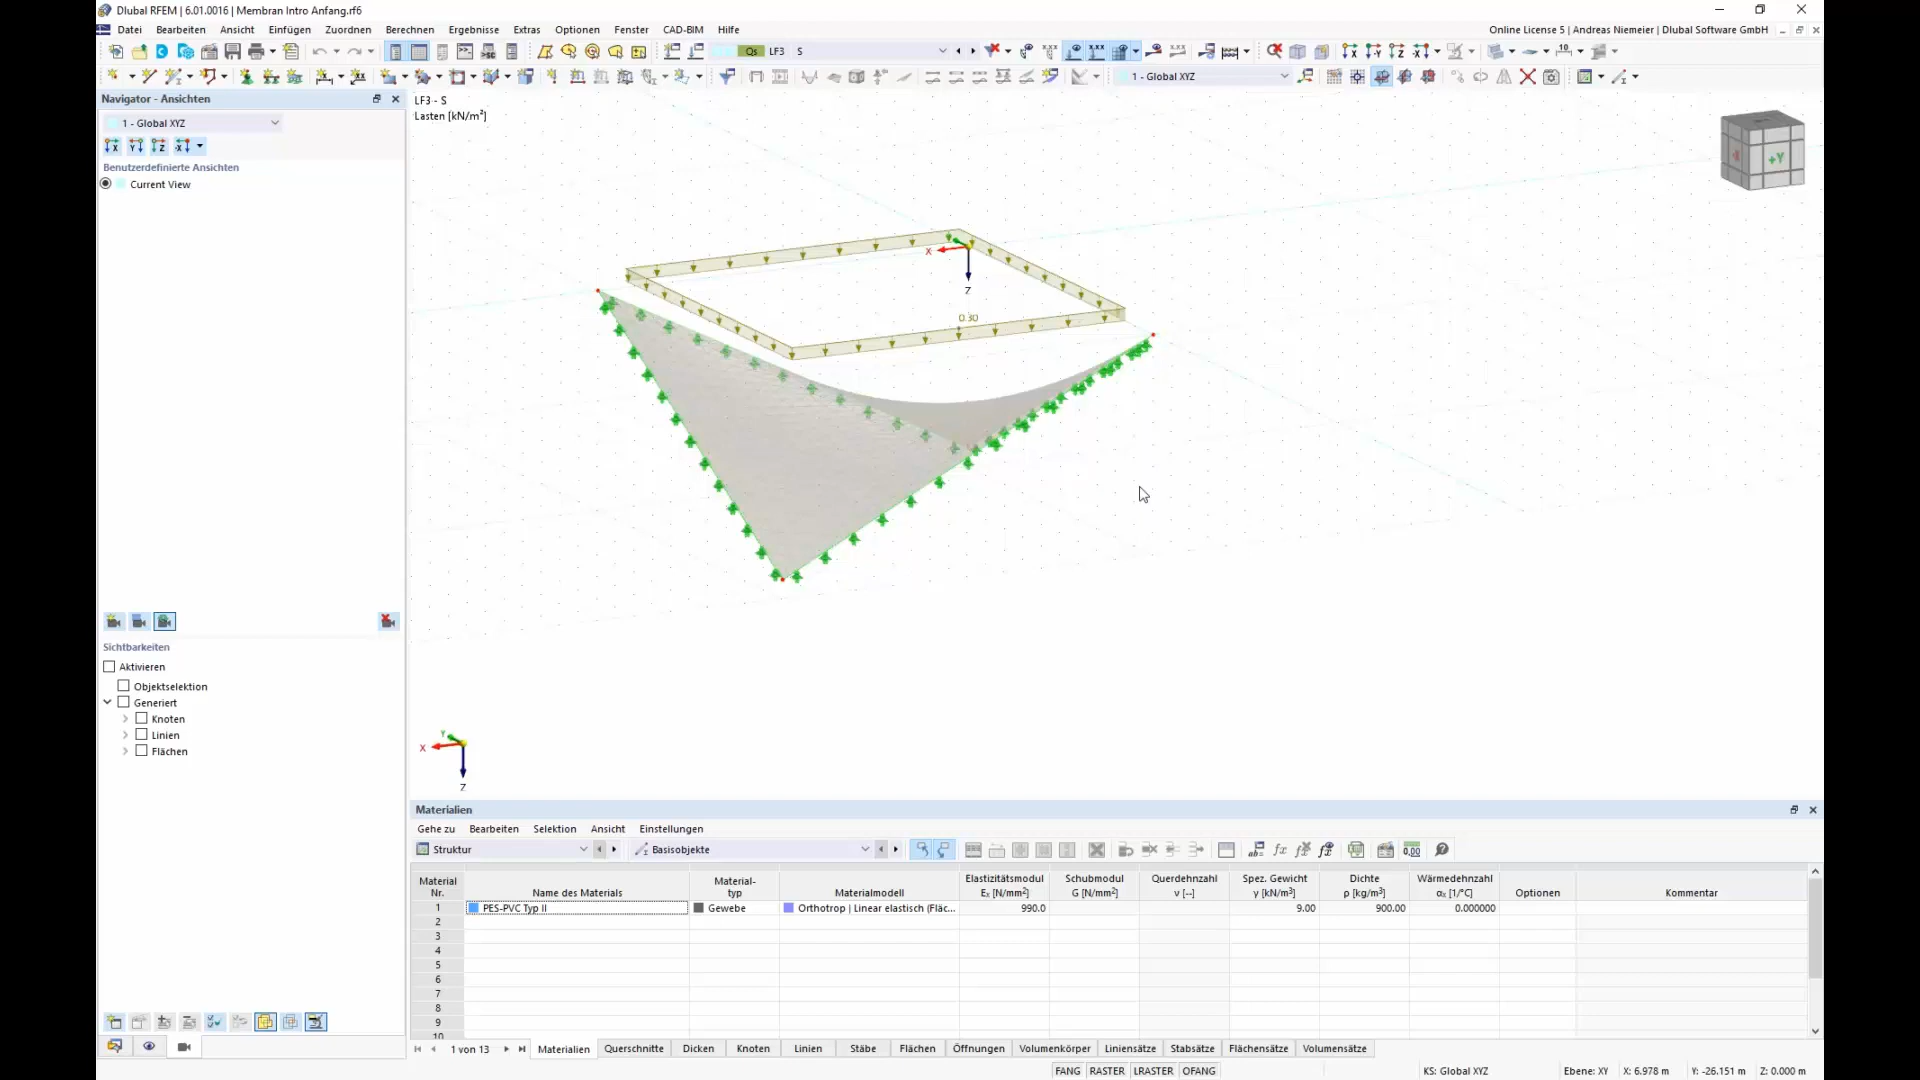 Dlubal RFEM | 6.01.0016 | Membran Intro Anfang.rf6
Datei Bearbeiten Ansicht Einfügen Zuordnen Berechnen Ergebnisse Extras Optionen Fenster CAD-BIM Hilfe
Online License 5 | Andreas Niemeier | Dlubal Software GmbH
Qs LF3 S
1 - Global XYZ
Navigator - Ansichten
1 - Global XYZ
Benutzerdefinierte Ansichten
Current View
LF3 - S
Lasten [kN/m²]
+Y
X
Z
0.30
Sichtbarkeiten
Aktivieren
Objektselektion
Generiert
Knoten
Linien
Flächen
Y
X
Z
Materialien
Gehe zu Bearbeiten Selektion Ansicht Einstellungen
Struktur Basisobjekte
Material Nr. Name des Materials Material-typ Materialmodell Elastizitätsmodul Eₓ [N/mm²] Schubmodul G [N/mm²] Querdehnzahl ν [--] Spez. Gewicht γ [kN/m³] Dichte ρ [kg/m³] Wärmedehnzahl αₓ [1/°C] Optionen Kommentar
1 PES-PVC Typ II Gewebe Orthotrop | Linear elastisch (Fläc... 990.0 9.00 900.00 0.000000
2
3
4
5
6
7
8
9
10
1 von 13 Materialien Querschnitte Dicken Knoten Linien Stäbe Flächen Öffnungen Volumenkörper Liniensätze Stabsätze Flächensätze Volumensätze
FANG RASTER LRASTER OFANG KS: Global XYZ Ebene: XY X: 6.978 m Y: -26.151 m Z: 0.000 m